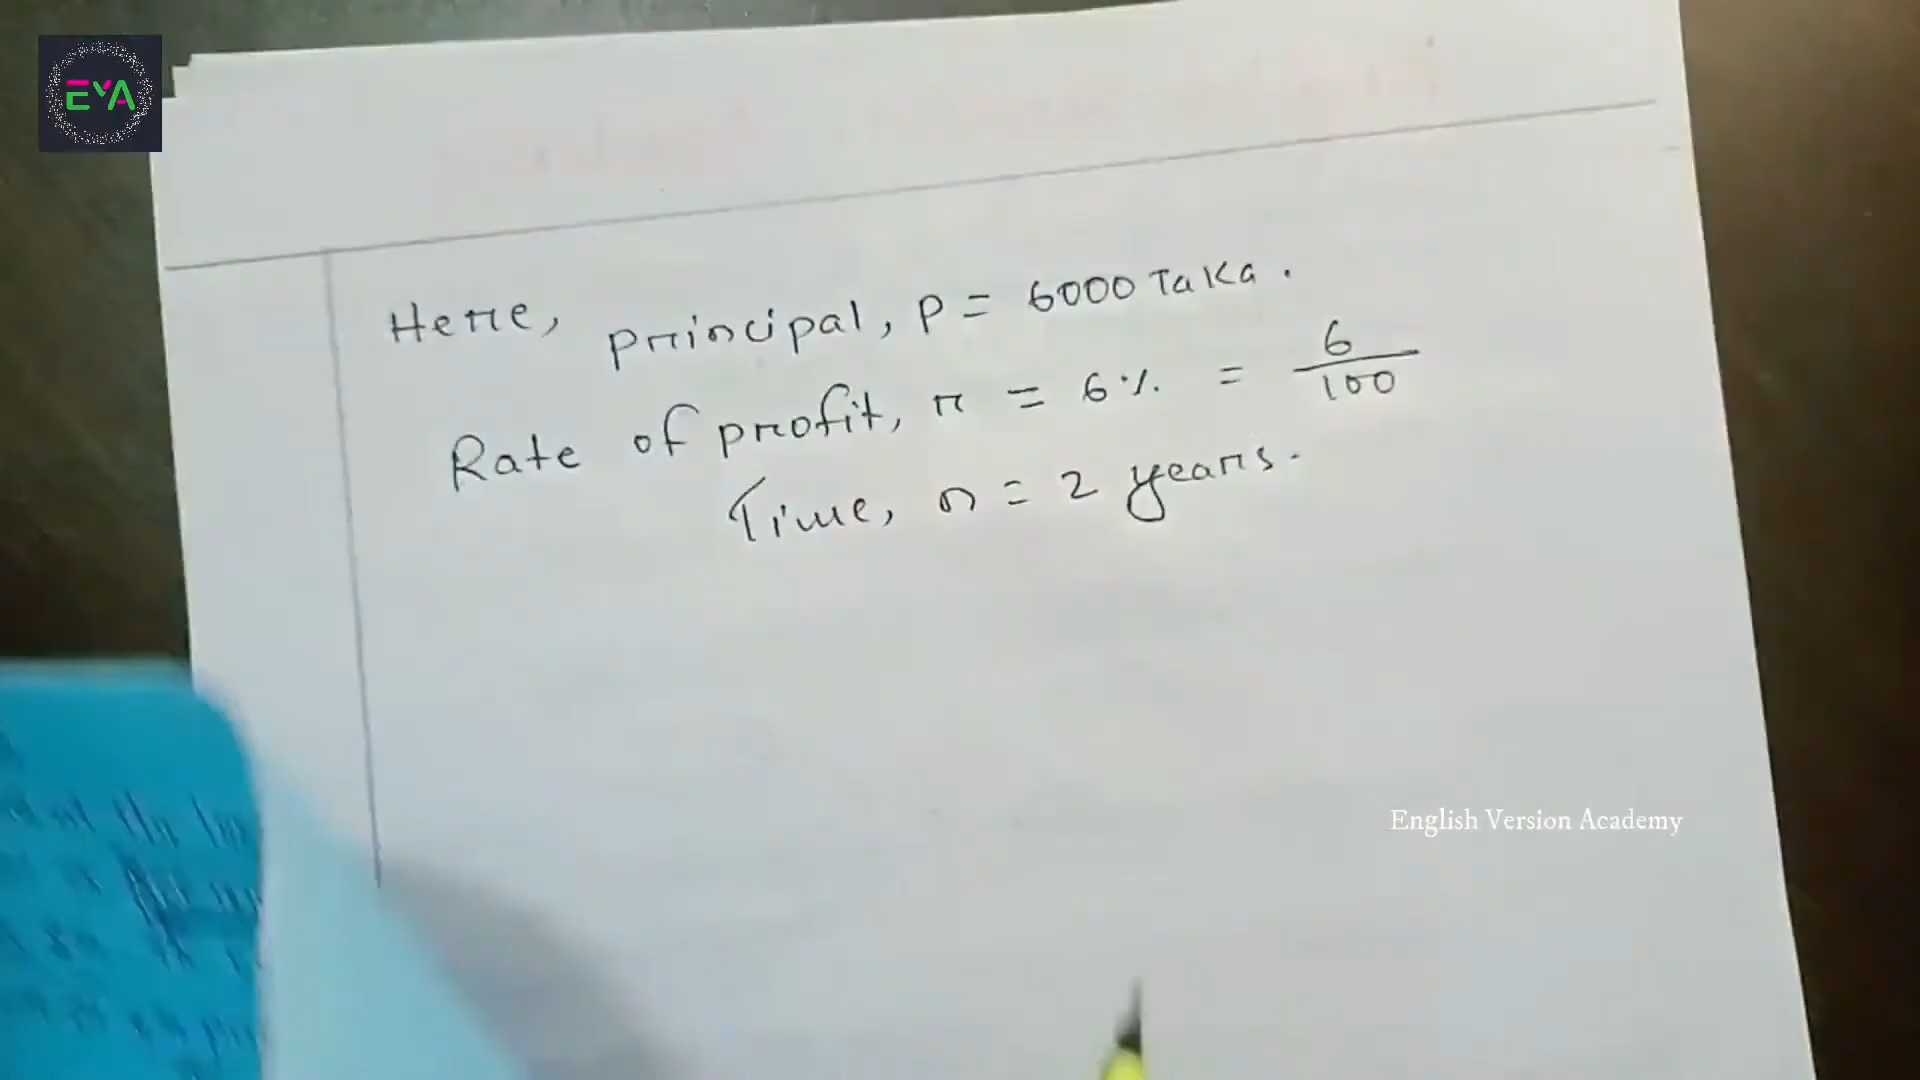 EYA
Here, principal, P = 6000 Taka.
Rate of profit, r = 6% = 6/100
Time, n = 2 years.
English Version Academy